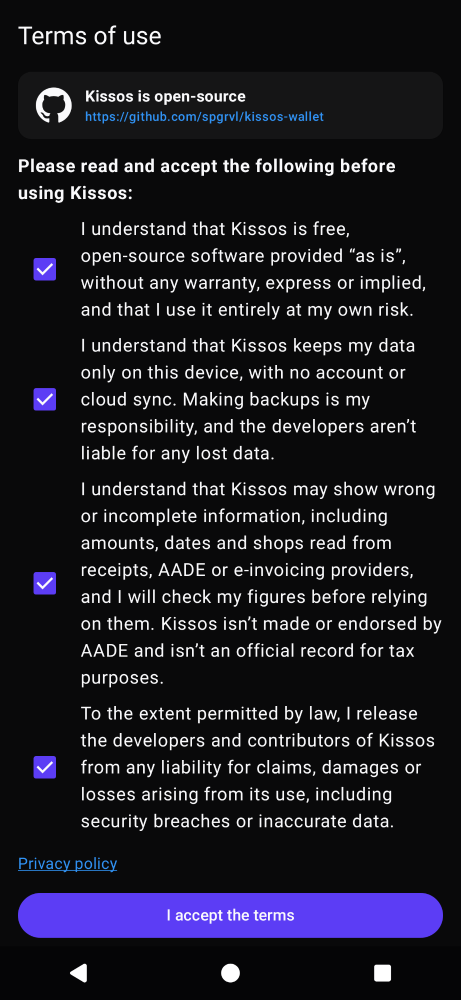 Terms of use
Kissos is open-source
https://github.com/spgrvl/kissos-wallet
Please read and accept the following before
using Kissos:
I understand that Kissos is free,
open-source software provided “as is”,
without any warranty, express or implied,
and that I use it entirely at my own risk.
I understand that Kissos keeps my data
only on this device, with no account or
cloud sync. Making backups is my
responsibility, and the developers aren’t
liable for any lost data.
I understand that Kissos may show wrong
or incomplete information, including
amounts, dates and shops read from
receipts, AADE or e-invoicing providers,
and I will check my figures before relying
on them. Kissos isn’t made or endorsed by
AADE and isn’t an official record for tax
purposes.
To the extent permitted by law, I release
the developers and contributors of Kissos
from any liability for claims, damages or
losses arising from its use, including
security breaches or inaccurate data.
Privacy policy
I accept the terms